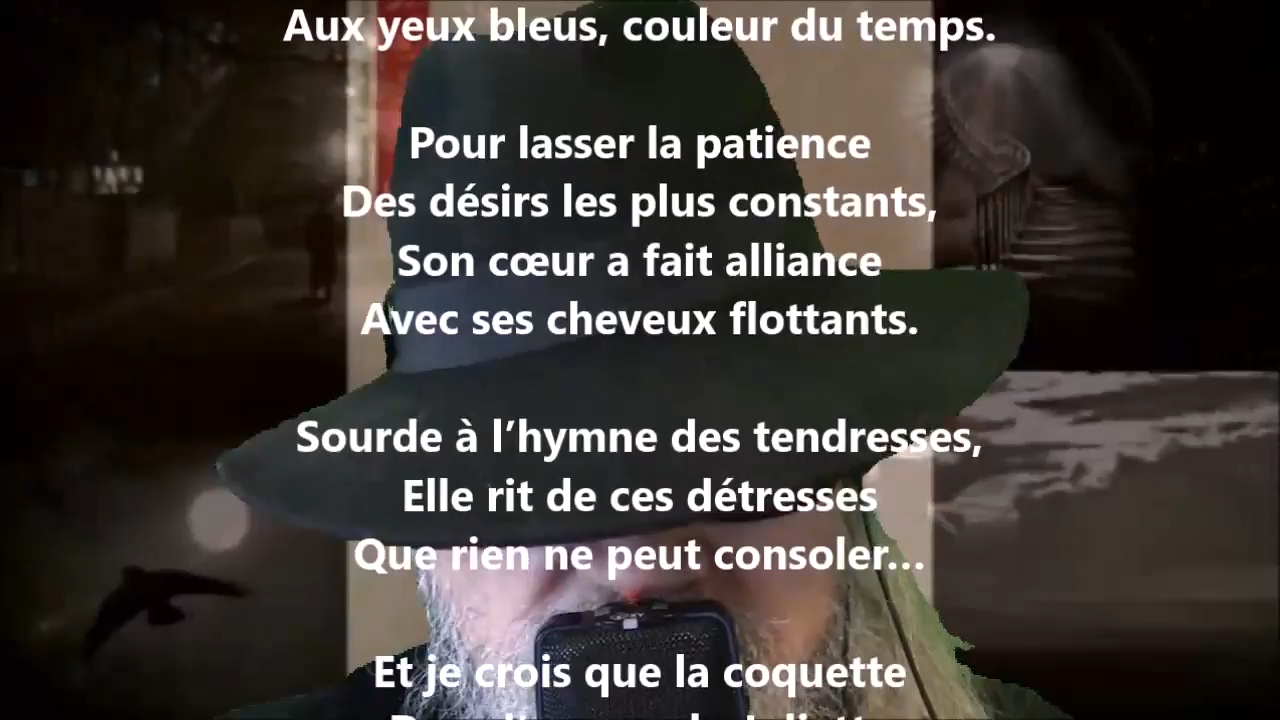 Aux yeux bleus, couleur du temps.
Pour lasser la patience
Des désirs les plus constants,
Son cœur a fait alliance
Avec ses cheveux flottants.
Sourde à l’hymne des tendresses,
Elle rit de ces détresses
Que rien ne peut consoler...
Et je crois que la coquette